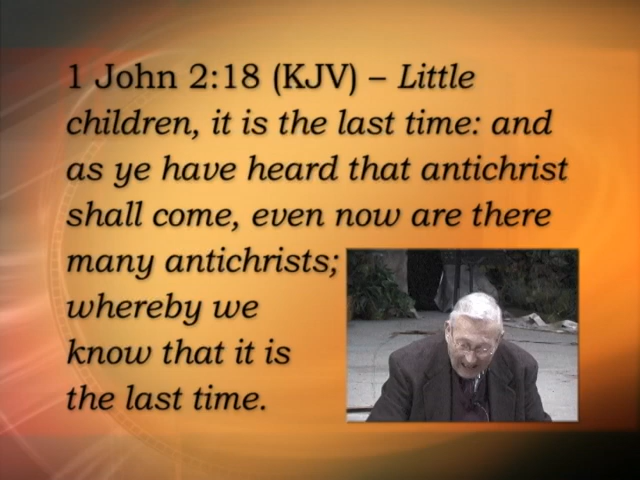 1 John 2:18 (KJV) – Little
children, it is the last time: and
as ye have heard that antichrist
shall come, even now are there
many antichrists;
whereby we
know that it is
the last time.